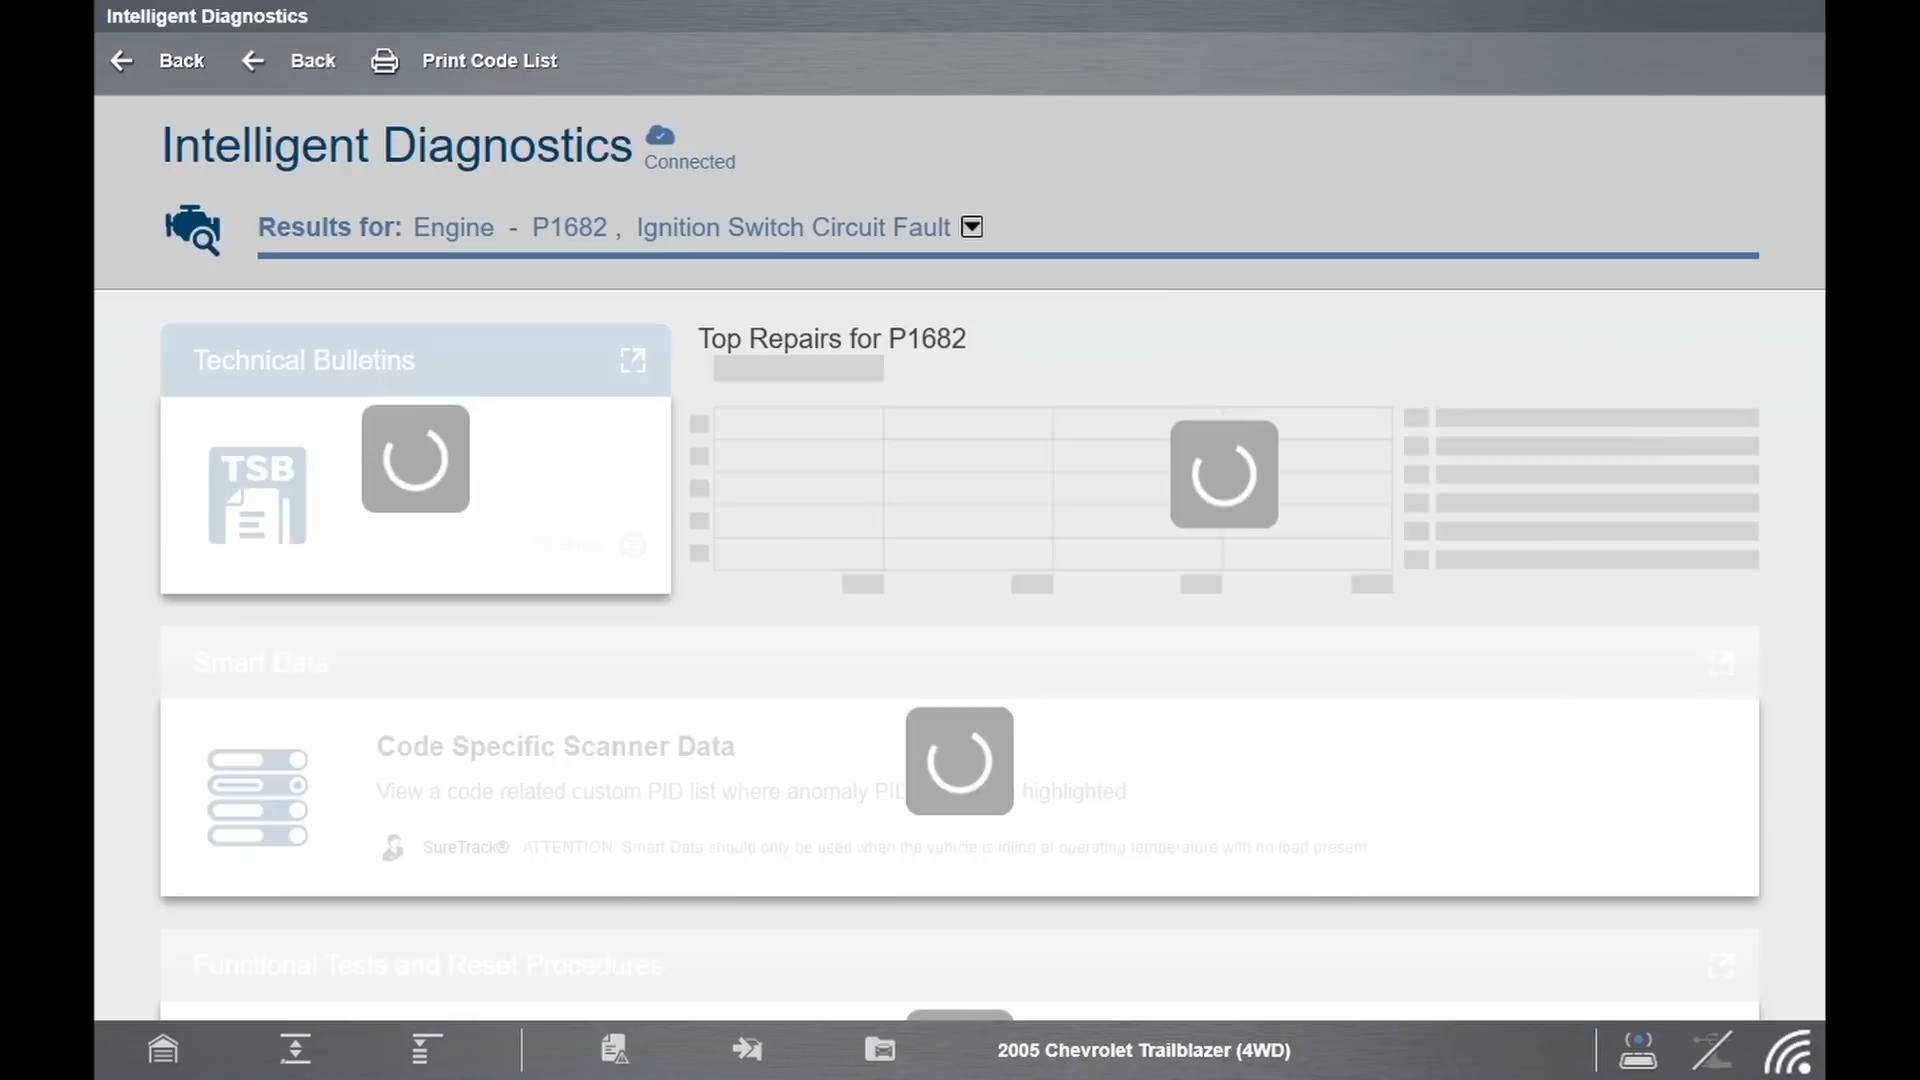 Intelligent Diagnostics
Back Back Print Code List
Intelligent Diagnostics
Connected
Results for: Engine - P1682 , Ignition Switch Circuit Fault
Technical Bulletins
TSB
Top Repairs for P1682
Smart Data
Code Specific Scanner Data
View a code related custom PID list where anomaly PID highlighted
SureTrack® ATTENTION: Smart Data should only be used when the vehicle is idling at operating temperature with no load present
Functional Tests and Reset Procedures
2005 Chevrolet Trailblazer (4WD)